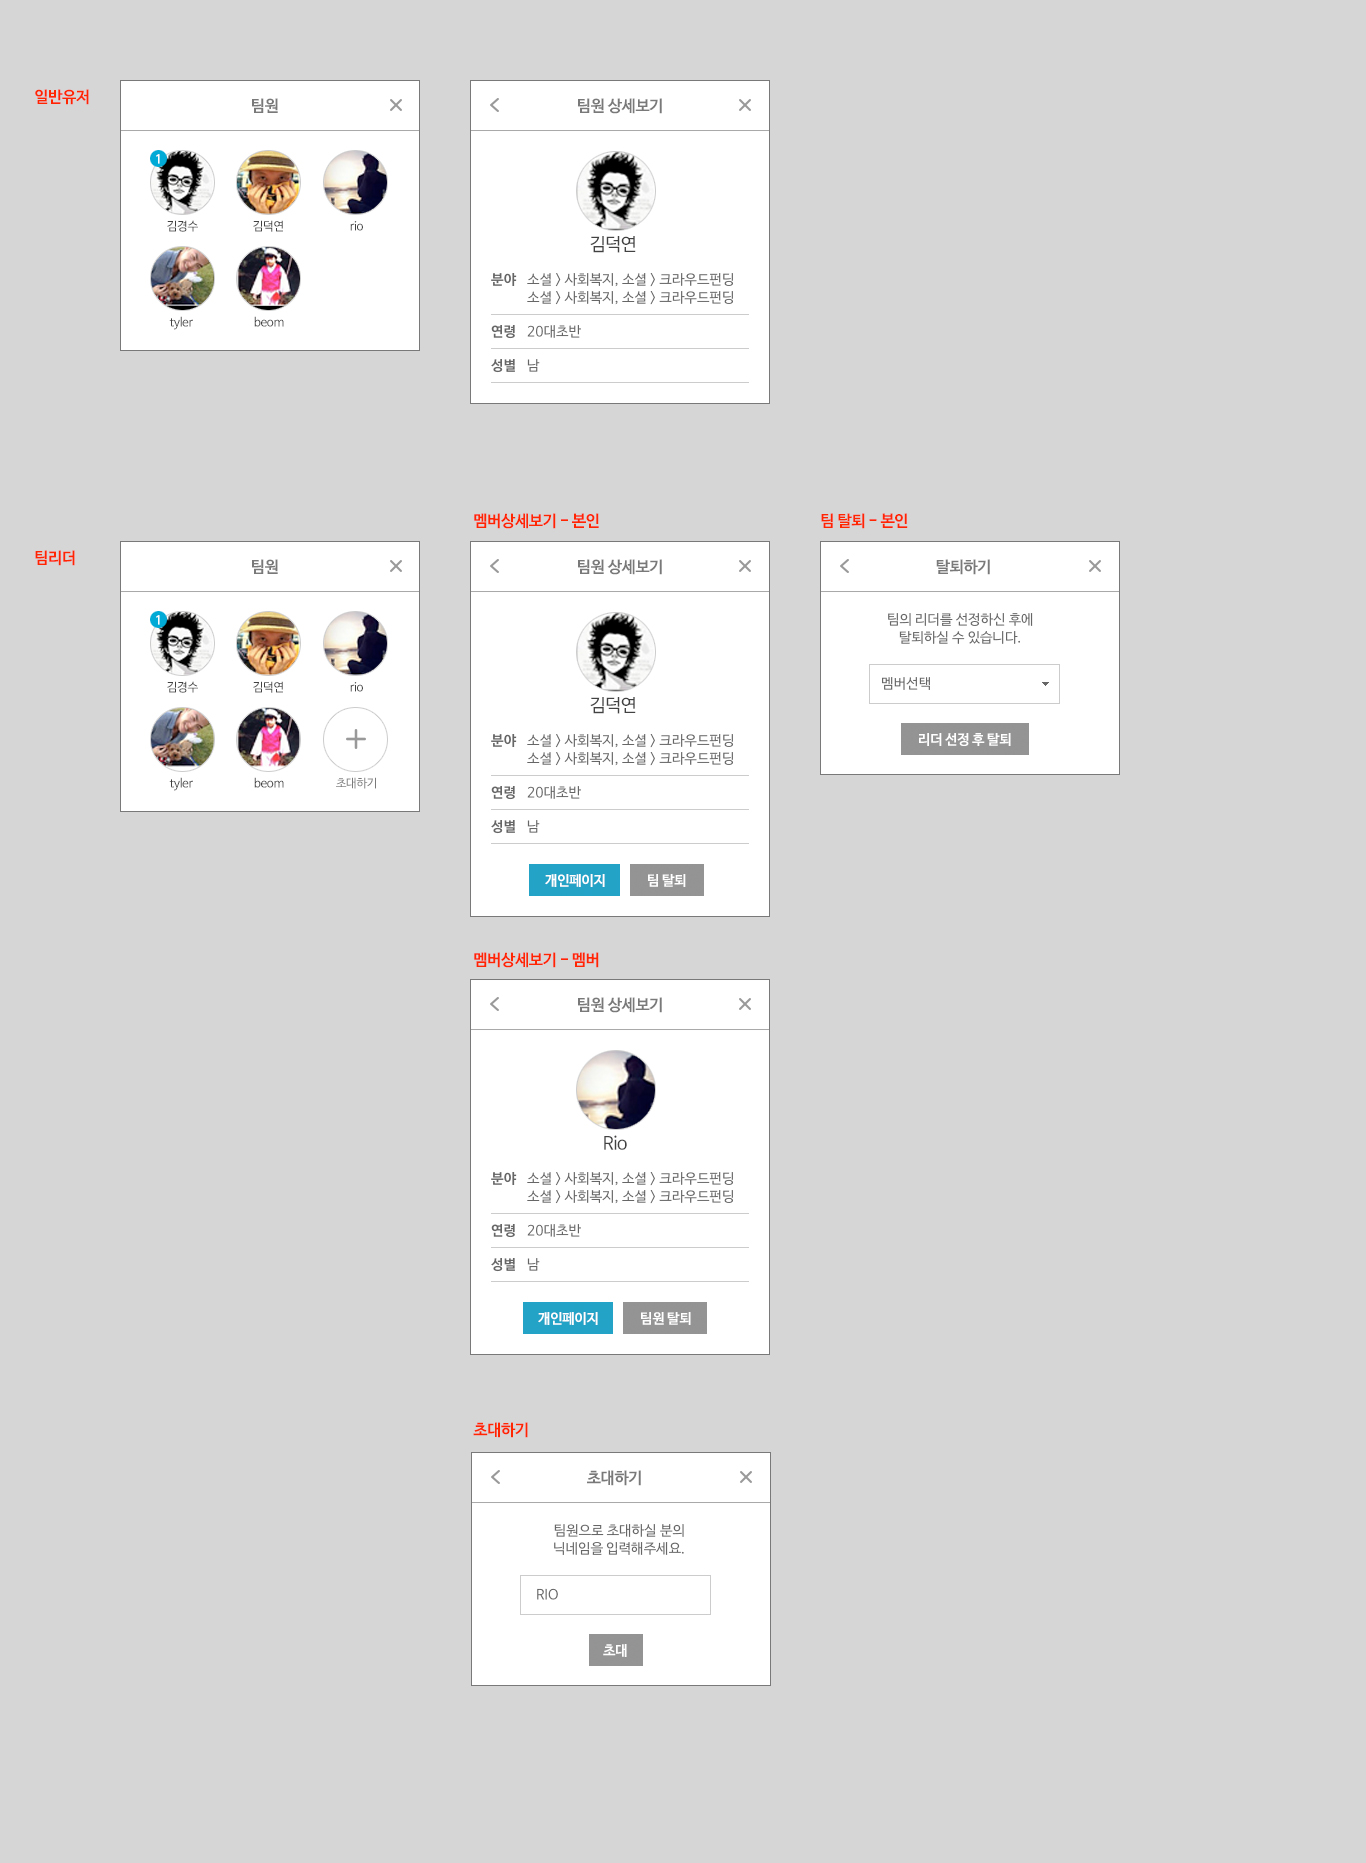 일반유저
팀원
1
김경수
김덕연
rio
tyler
beom
팀원 상세보기
김덕연
분야 소셜 > 사회복지, 소셜 > 크라우드펀딩
소셜 > 사회복지, 소셜 > 크라우드펀딩
연령 20대초반
성별 남
팀리더
팀원
1
김경수
김덕연
rio
tyler
beom
초대하기
멤버상세보기 - 본인
팀원 상세보기
김덕연
분야 소셜 > 사회복지, 소셜 > 크라우드펀딩
소셜 > 사회복지, 소셜 > 크라우드펀딩
연령 20대초반
성별 남
개인페이지
팀 탈퇴
팀 탈퇴 - 본인
탈퇴하기
팀의 리더를 선정하신 후에
탈퇴하실 수 있습니다.
멤버선택
리더 선정 후 탈퇴
멤버상세보기 - 멤버
팀원 상세보기
Rio
분야 소셜 > 사회복지, 소셜 > 크라우드펀딩
소셜 > 사회복지, 소셜 > 크라우드펀딩
연령 20대초반
성별 남
개인페이지
팀원 탈퇴
초대하기
초대하기
팀원으로 초대하실 분의
닉네임을 입력해주세요.
RIO
초대